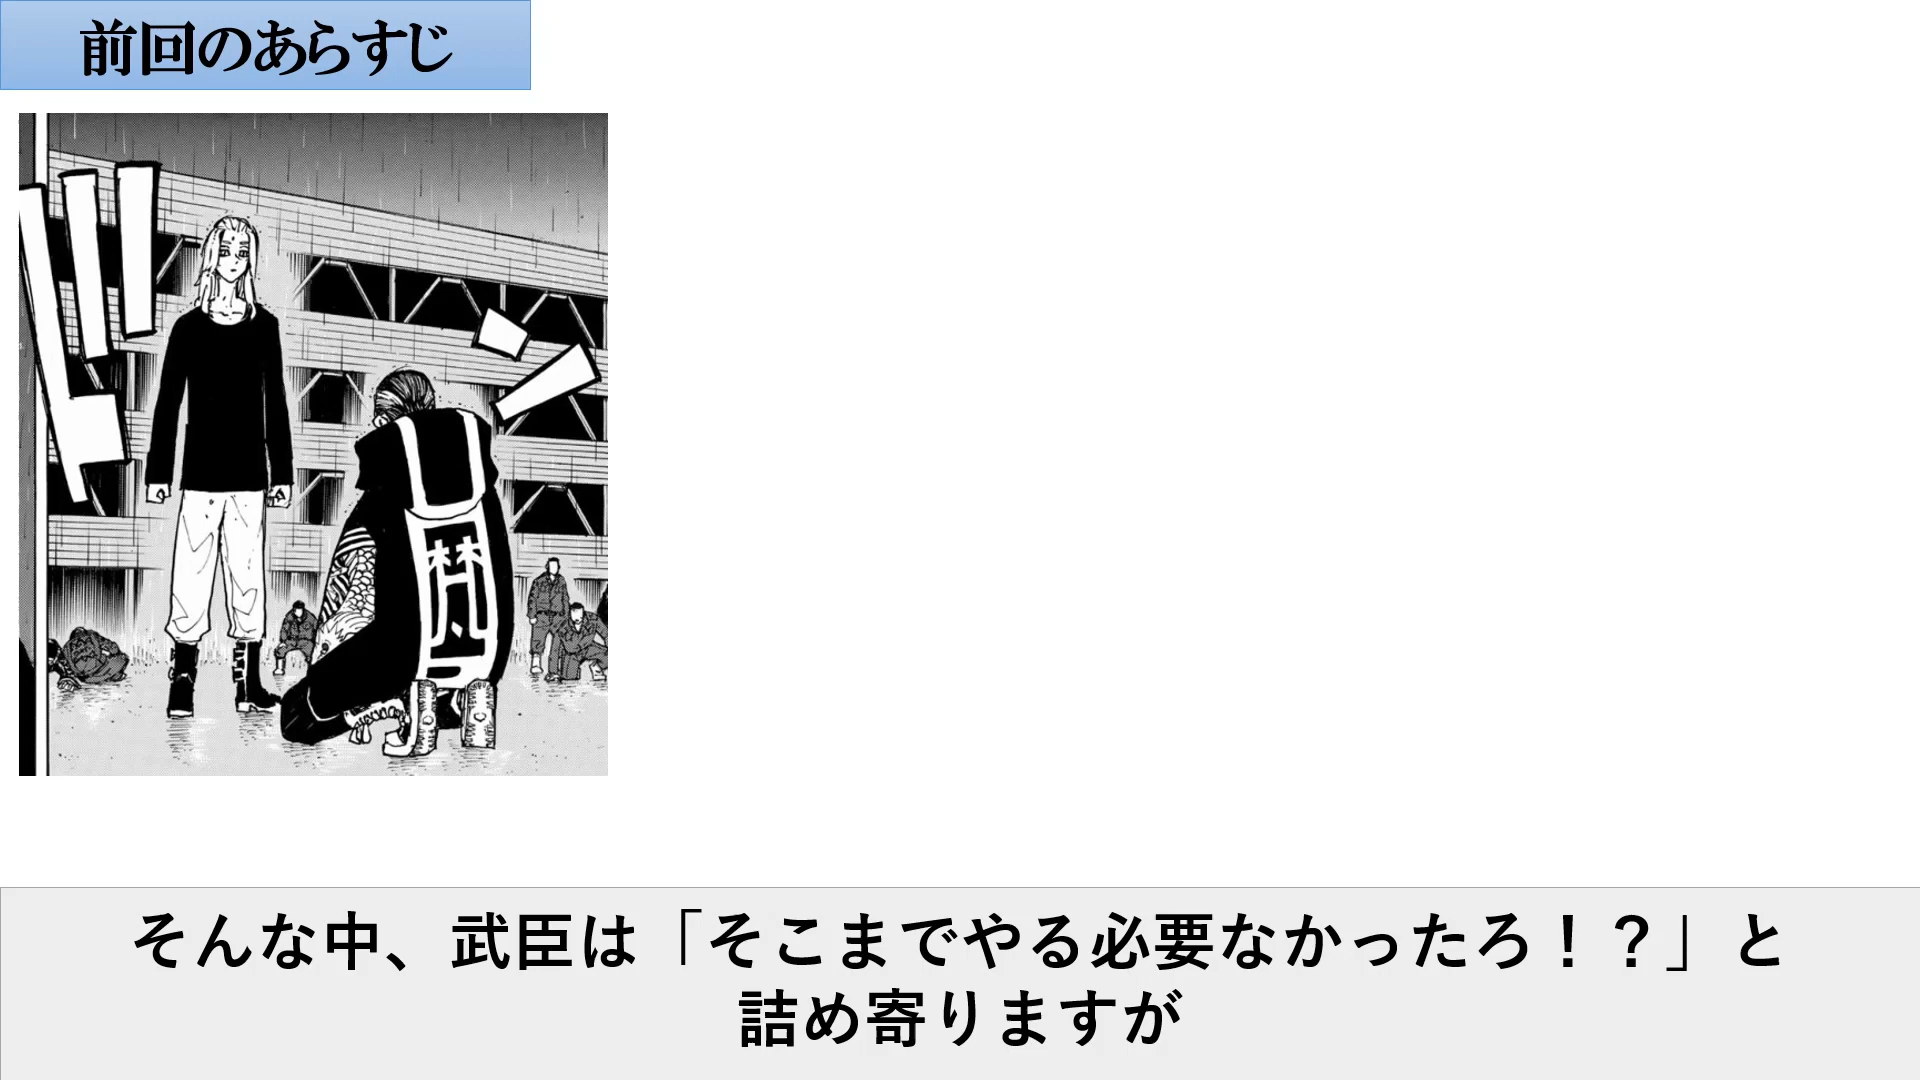 前回のあらすじ
梵
そんな中、武臣は「そこまでやる必要なかったろ！？」と
詰め寄りますが